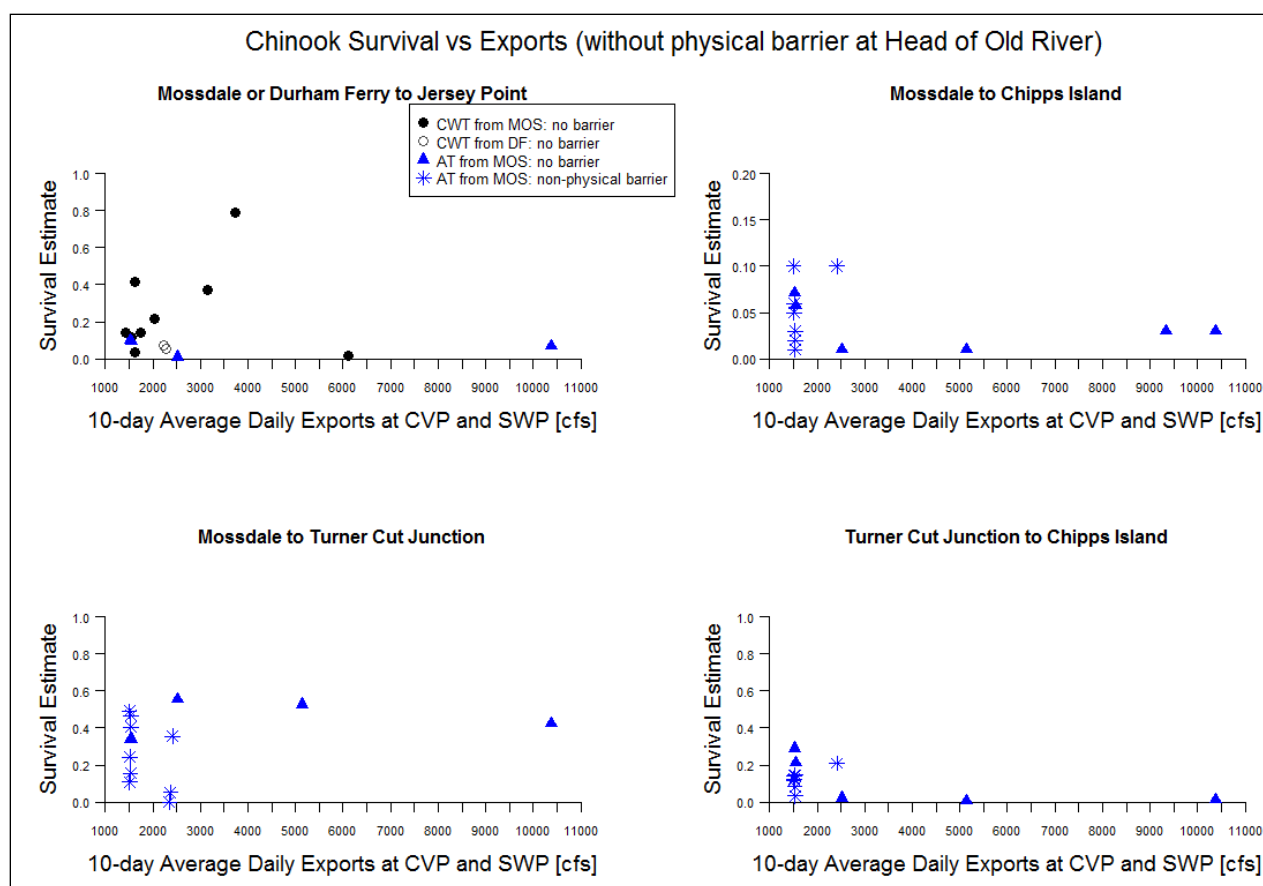 Chinook Survival vs Exports (without physical barrier at Head of Old River)
Mossdale or Durham Ferry to Jersey Point
CWT from MOS: no barrier
CWT from DF: no barrier
AT from MOS: no barrier
AT from MOS: non-physical barrier
Survival Estimate
1.0
0.8
0.6
0.4
0.2
0.0
1000 2000 3000 4000 5000 6000 7000 8000 9000 10000 11000
10-day Average Daily Exports at CVP and SWP [cfs]
Mossdale to Chipps Island
Survival Estimate
0.20
0.15
0.10
0.05
0.00
1000 2000 3000 4000 5000 6000 7000 8000 9000 10000 11000
10-day Average Daily Exports at CVP and SWP [cfs]
Mossdale to Turner Cut Junction
Survival Estimate
1.0
0.8
0.6
0.4
0.2
0.0
1000 2000 3000 4000 5000 6000 7000 8000 9000 10000 11000
10-day Average Daily Exports at CVP and SWP [cfs]
Turner Cut Junction to Chipps Island
Survival Estimate
1.0
0.8
0.6
0.4
0.2
0.0
1000 2000 3000 4000 5000 6000 7000 8000 9000 10000 11000
10-day Average Daily Exports at CVP and SWP [cfs]